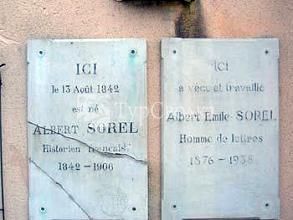 ICI
le 13 Août 1842
est né
ALBERT SOREL
Historien français
1842 - 1906
ICI
a vécu et travaillé
Albert Emile SOREL
Homme de lettres
1876 - 1938
ТурСовет